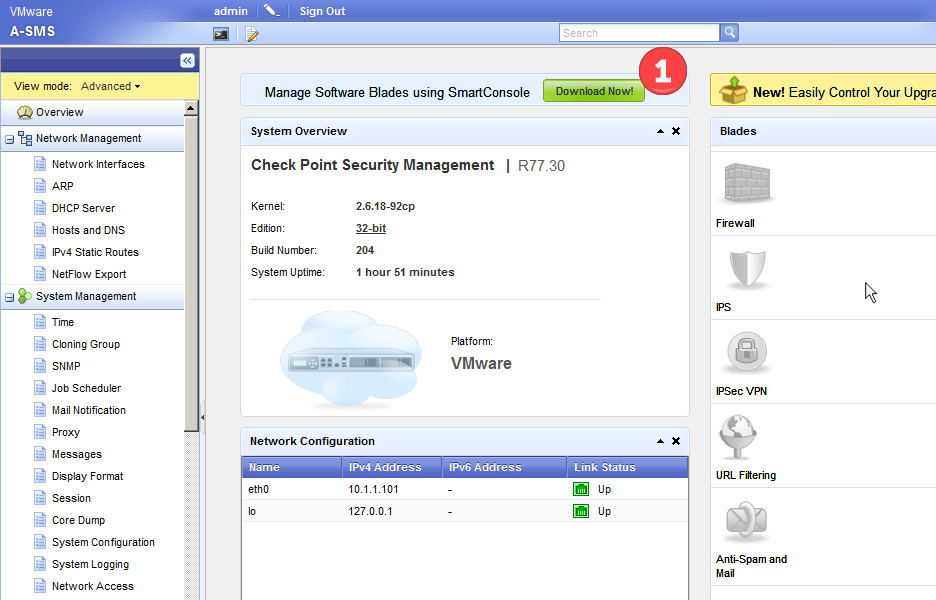 VMware
A-SMS
admin
Sign Out
Search
View mode: Advanced
Overview
Network Management
Network Interfaces
ARP
DHCP Server
Hosts and DNS
IPv4 Static Routes
NetFlow Export
System Management
Time
Cloning Group
SNMP
Job Scheduler
Mail Notification
Proxy
Messages
Display Format
Session
Core Dump
System Configuration
System Logging
Network Access
Manage Software Blades using SmartConsole Download Now!
1
System Overview
Check Point Security Management | R77.30
Kernel: 2.6.18-92cp
Edition: 32-bit
Build Number: 204
System Uptime: 1 hour 51 minutes
Platform:
VMware
Network Configuration
Name IPv4 Address IPv6 Address Link Status
eth0 10.1.1.101 - Up
lo 127.0.0.1 - Up
New! Easily Control Your Upgra
Blades
Firewall
IPS
IPSec VPN
URL Filtering
Anti-Spam and
Mail